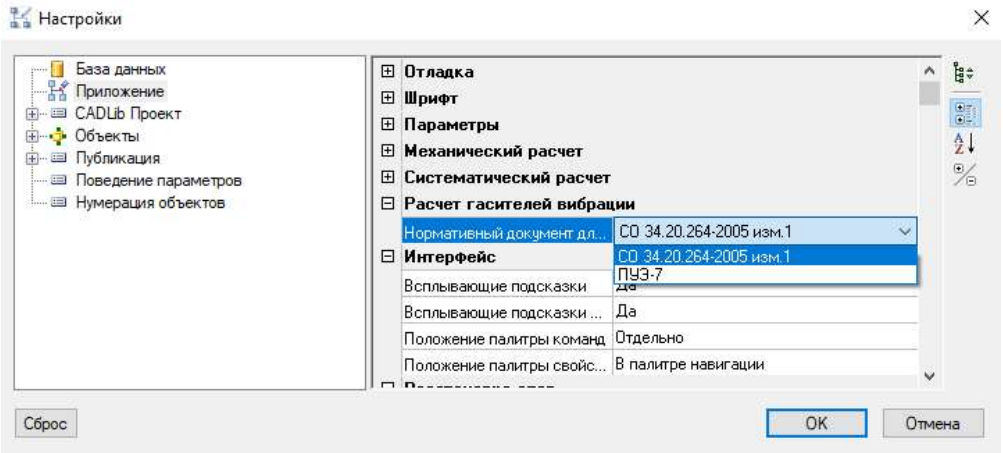 Настройки
База данных
Приложение
CADLib Проект
Объекты
Публикация
Поведение параметров
Нумерация объектов
Отладка
Шрифт
Параметры
Механический расчет
Систематический расчет
Расчет гасителей вибрации
Нормативный документ дл... СО 34.20.264-2005 изм.1
СО 34.20.264-2005 изм.1
ПУЭ-7
Интерфейс
Всплывающие подсказки Да
Всплывающие подсказки ... Да
Положение палитры команд Отдельно
Положение палитры свойс... В палитре навигации
Сброс
OK
Отмена